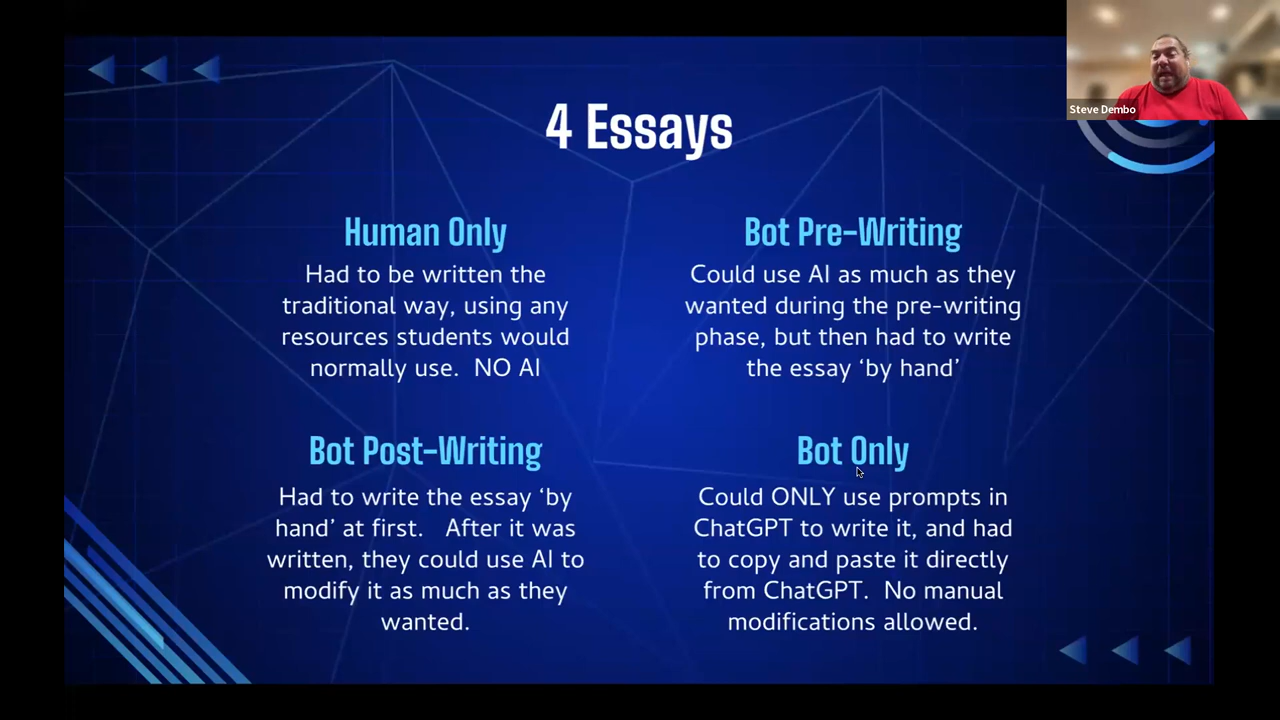 Steve Dembo
4 Essays
Human Only
Had to be written the
traditional way, using any
resources students would
normally use.  NO AI
Bot Pre-Writing
Could use AI as much as they
wanted during the pre-writing
phase, but then had to write
the essay ‘by hand’
Bot Post-Writing
Had to write the essay ‘by
hand’ at first.   After it was
written, they could use AI to
modify it as much as they
wanted.
Bot Only
Could ONLY use prompts in
ChatGPT to write it, and had
to copy and paste it directly
from ChatGPT.  No manual
modifications allowed.